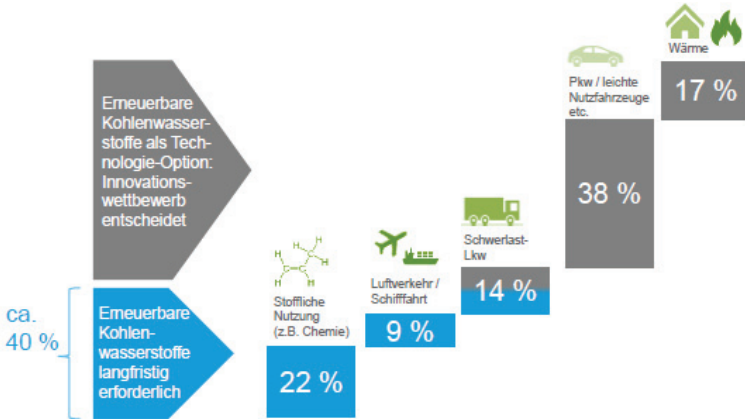 Wärme
17 %
Pkw / leichte
Nutzfahrzeuge
etc.
38 %
Erneuerbare
Kohlenwasser-
stoffe als Tech-
nologie-Option:
Innovations-
wettbewerb
entscheidet
Schwerlast-
Lkw
14 %
H
H
H
H
H
H
C
C
C
Luftverkehr /
Schifffahrt
9 %
Stoffliche
Nutzung
(z.B. Chemie)
22 %
ca.
40 %
Erneuerbare
Kohlen-
wasserstoffe
langfristig
erforderlich